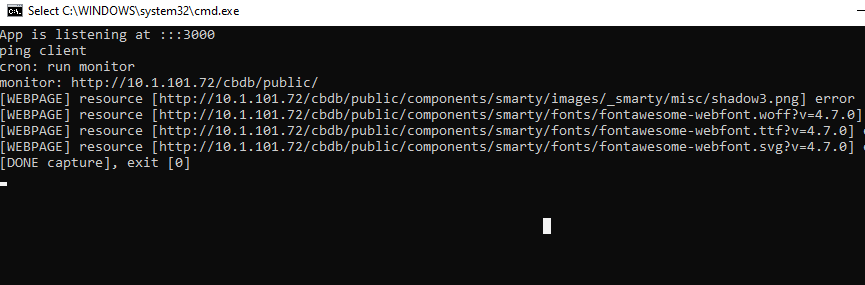 Select C:\WINDOWS\system32\cmd.exe
App is listening at :::3000
ping client
cron: run monitor
monitor: http://10.1.101.72/cbdb/public/
[WEBPAGE] resource [http://10.1.101.72/cbdb/public/components/smarty/images/_smarty/misc/shadow3.png] error
[WEBPAGE] resource [http://10.1.101.72/cbdb/public/components/smarty/fonts/fontawesome-webfont.woff?v=4.7.0]
[WEBPAGE] resource [http://10.1.101.72/cbdb/public/components/smarty/fonts/fontawesome-webfont.ttf?v=4.7.0]
[WEBPAGE] resource [http://10.1.101.72/cbdb/public/components/smarty/fonts/fontawesome-webfont.svg?v=4.7.0]
[DONE capture], exit [0]